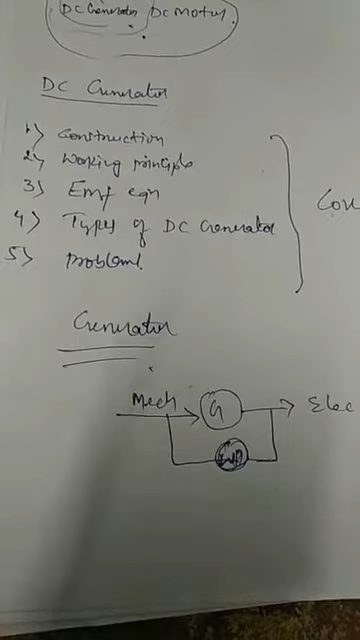 DC Generator DC Motor.
DC Generator
1) Construction
2) Working principle
3) Emf eqn
4) Types of DC Generator
5) Problems.
Generator
Mech G Elec